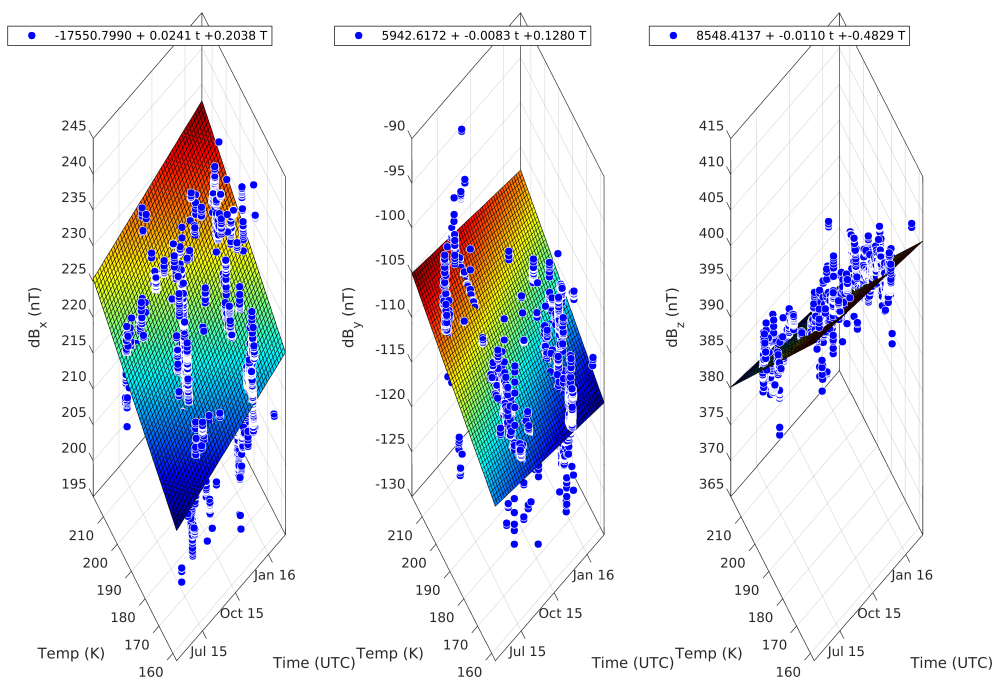 -17550.7990 + 0.0241 t +0.2038 T
245
240
235
230
225
220
215
210
205
200
195
dB_x (nT)
210
200
190
180
170
160
Temp (K)
Jul 15
Oct 15
Jan 16
Time (UTC)
5942.6172 + -0.0083 t +0.1280 T
-90
-95
-100
-105
-110
-115
-120
-125
-130
dB_y (nT)
210
200
190
180
170
160
Temp (K)
Jul 15
Oct 15
Jan 16
Time (UTC)
8548.4137 + -0.0110 t +-0.4829 T
415
410
405
400
395
390
385
380
375
370
365
dB_z (nT)
210
200
190
180
170
160
Temp (K)
Jul 15
Oct 15
Jan 16
Time (UTC)